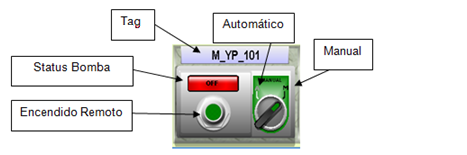 Tag
Automático
Manual
M_YP_101
Status Bomba
OFF
MANUAL
Encendido Remoto